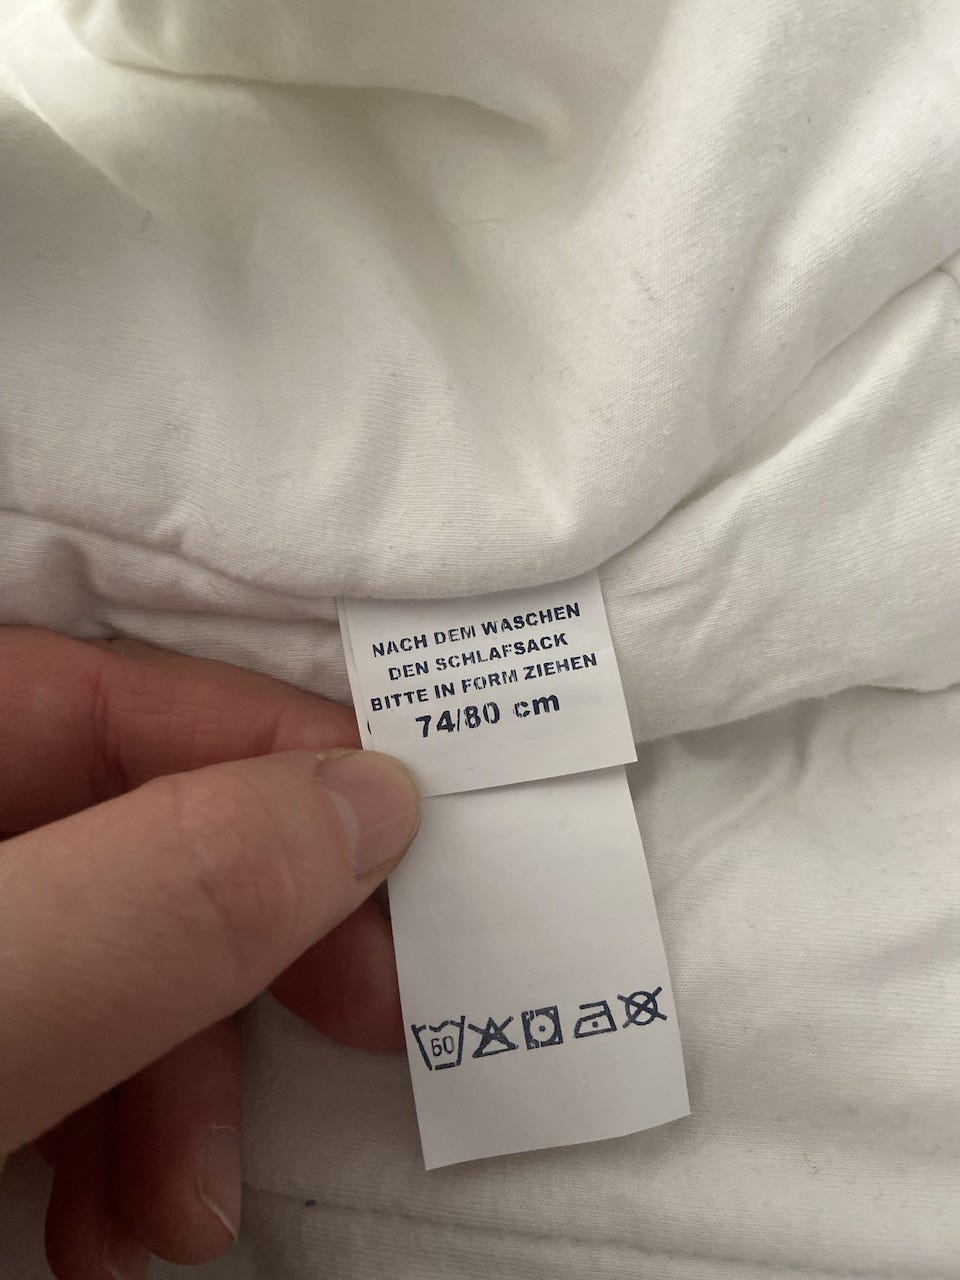 NACH DEM WASCHEN
DEN SCHLAFSACK
BITTE IN FORM ZIEHEN
74/80 cm
60